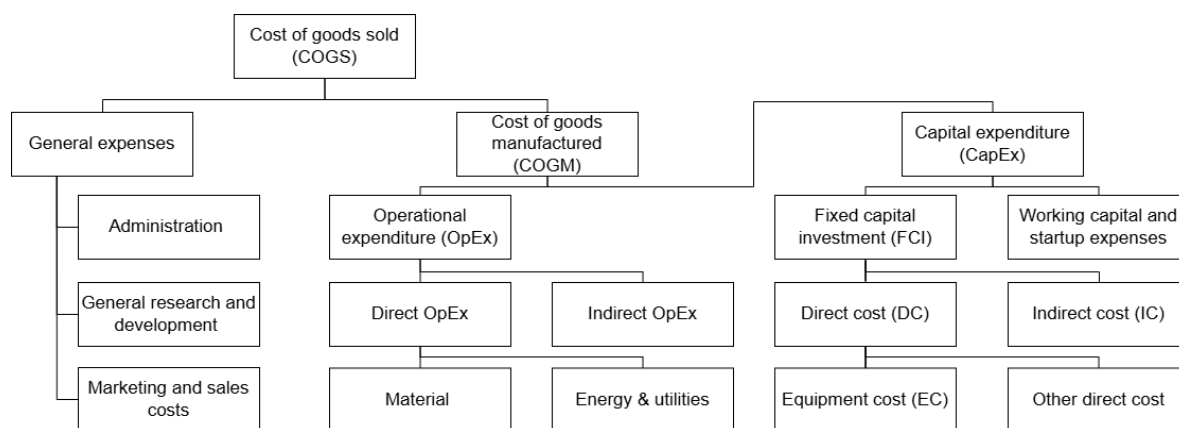 Cost of goods sold
(COGS)
General expenses
Cost of goods
manufactured
(COGM)
Capital expenditure
(CapEx)
Administration
Operational
expenditure (OpEx)
Fixed capital
investment (FCI)
Working capital and
startup expenses
General research and
development
Direct OpEx
Indirect OpEx
Direct cost (DC)
Indirect cost (IC)
Marketing and sales
costs
Material
Energy & utilities
Equipment cost (EC)
Other direct cost